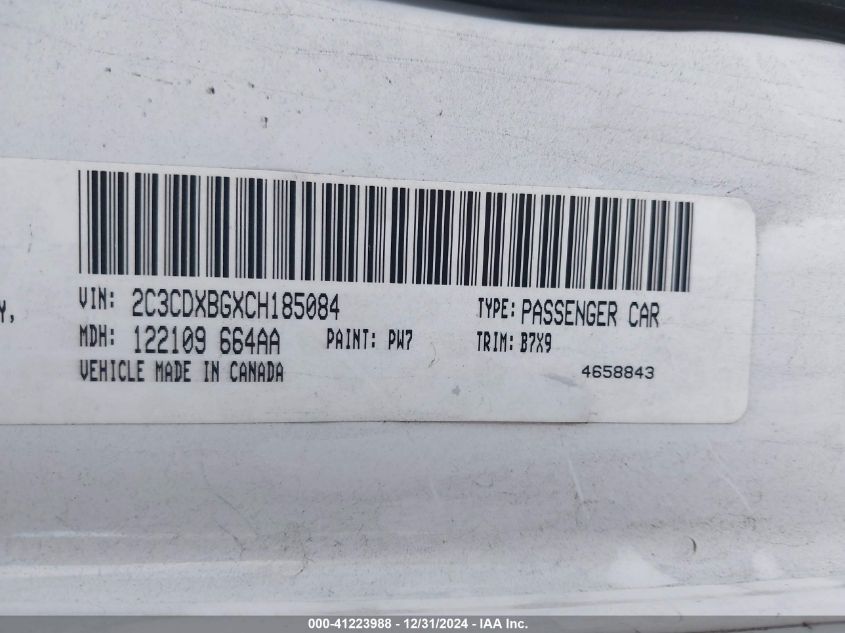 Y,
VIN: 2C3CDXBGXCH185084 TYPE: PASSENGER CAR
MDH: 122109 664AA PAINT: PW7 TRIM: B7X9
VEHICLE MADE IN CANADA 4658843
000-41223988 - 12/31/2024 - IAA Inc.